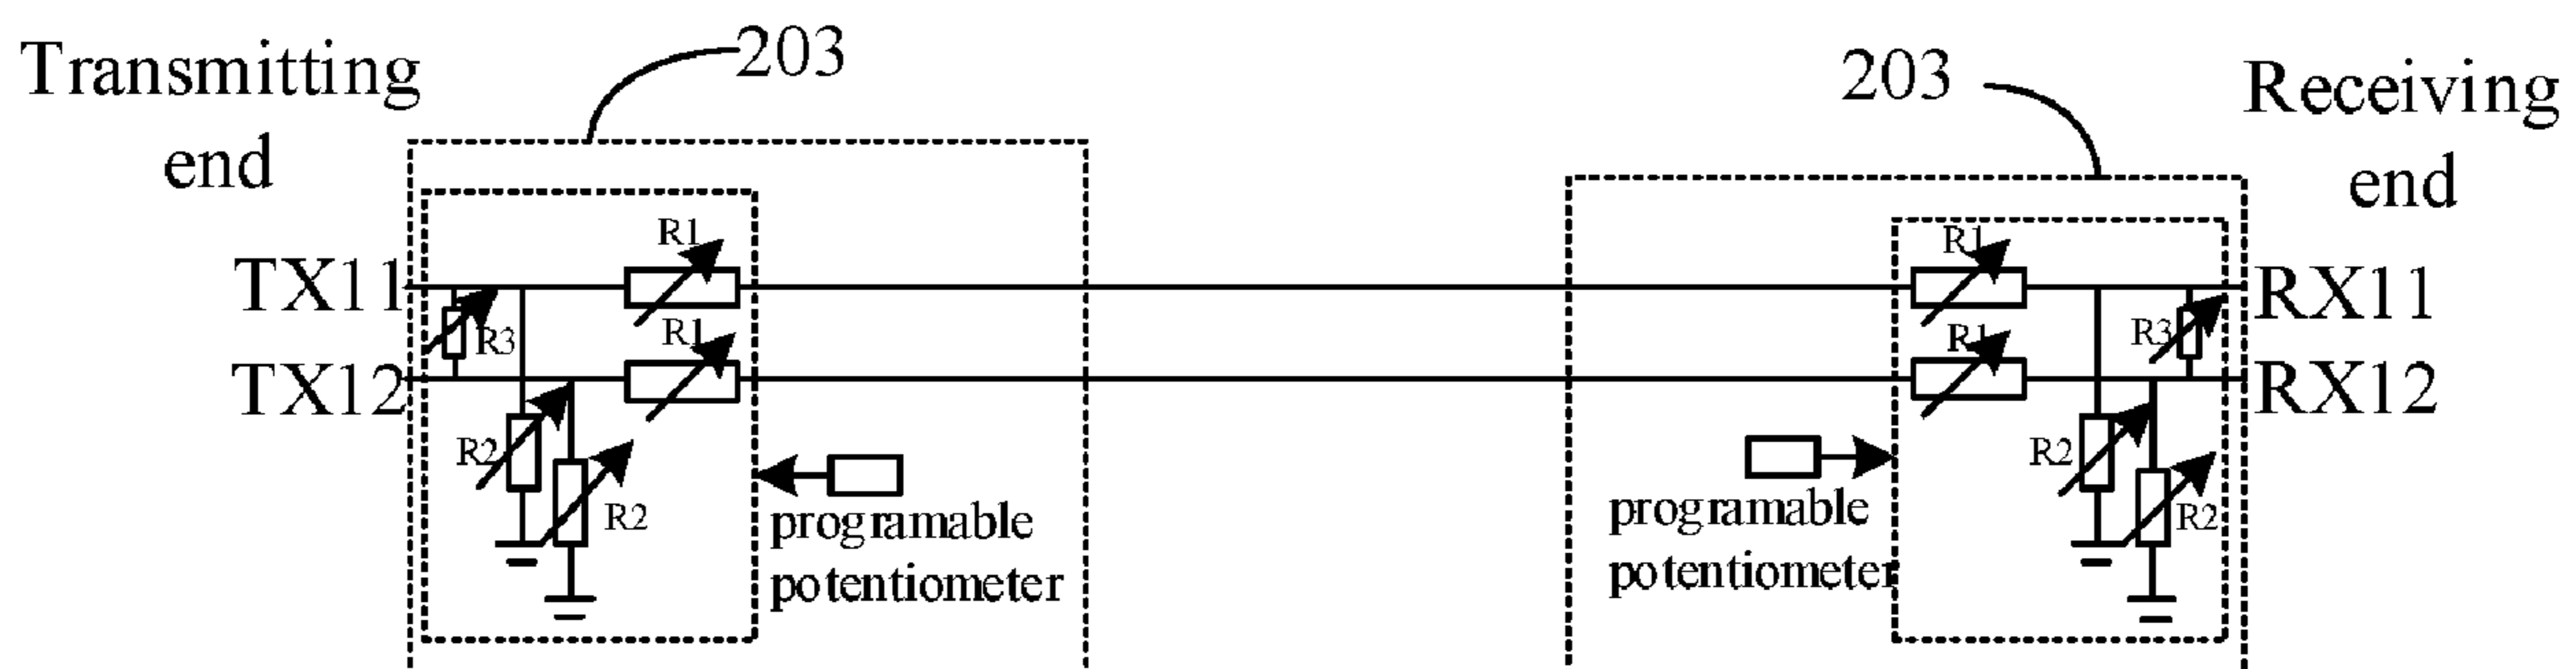 Transmitting
end
203
203
Receiving
end
TX11
TX12
R1
R1
R3
R2
R2
programable
potentiometer
R1
R1
R3
R2
R2
programable
potentiometer
RX11
RX12